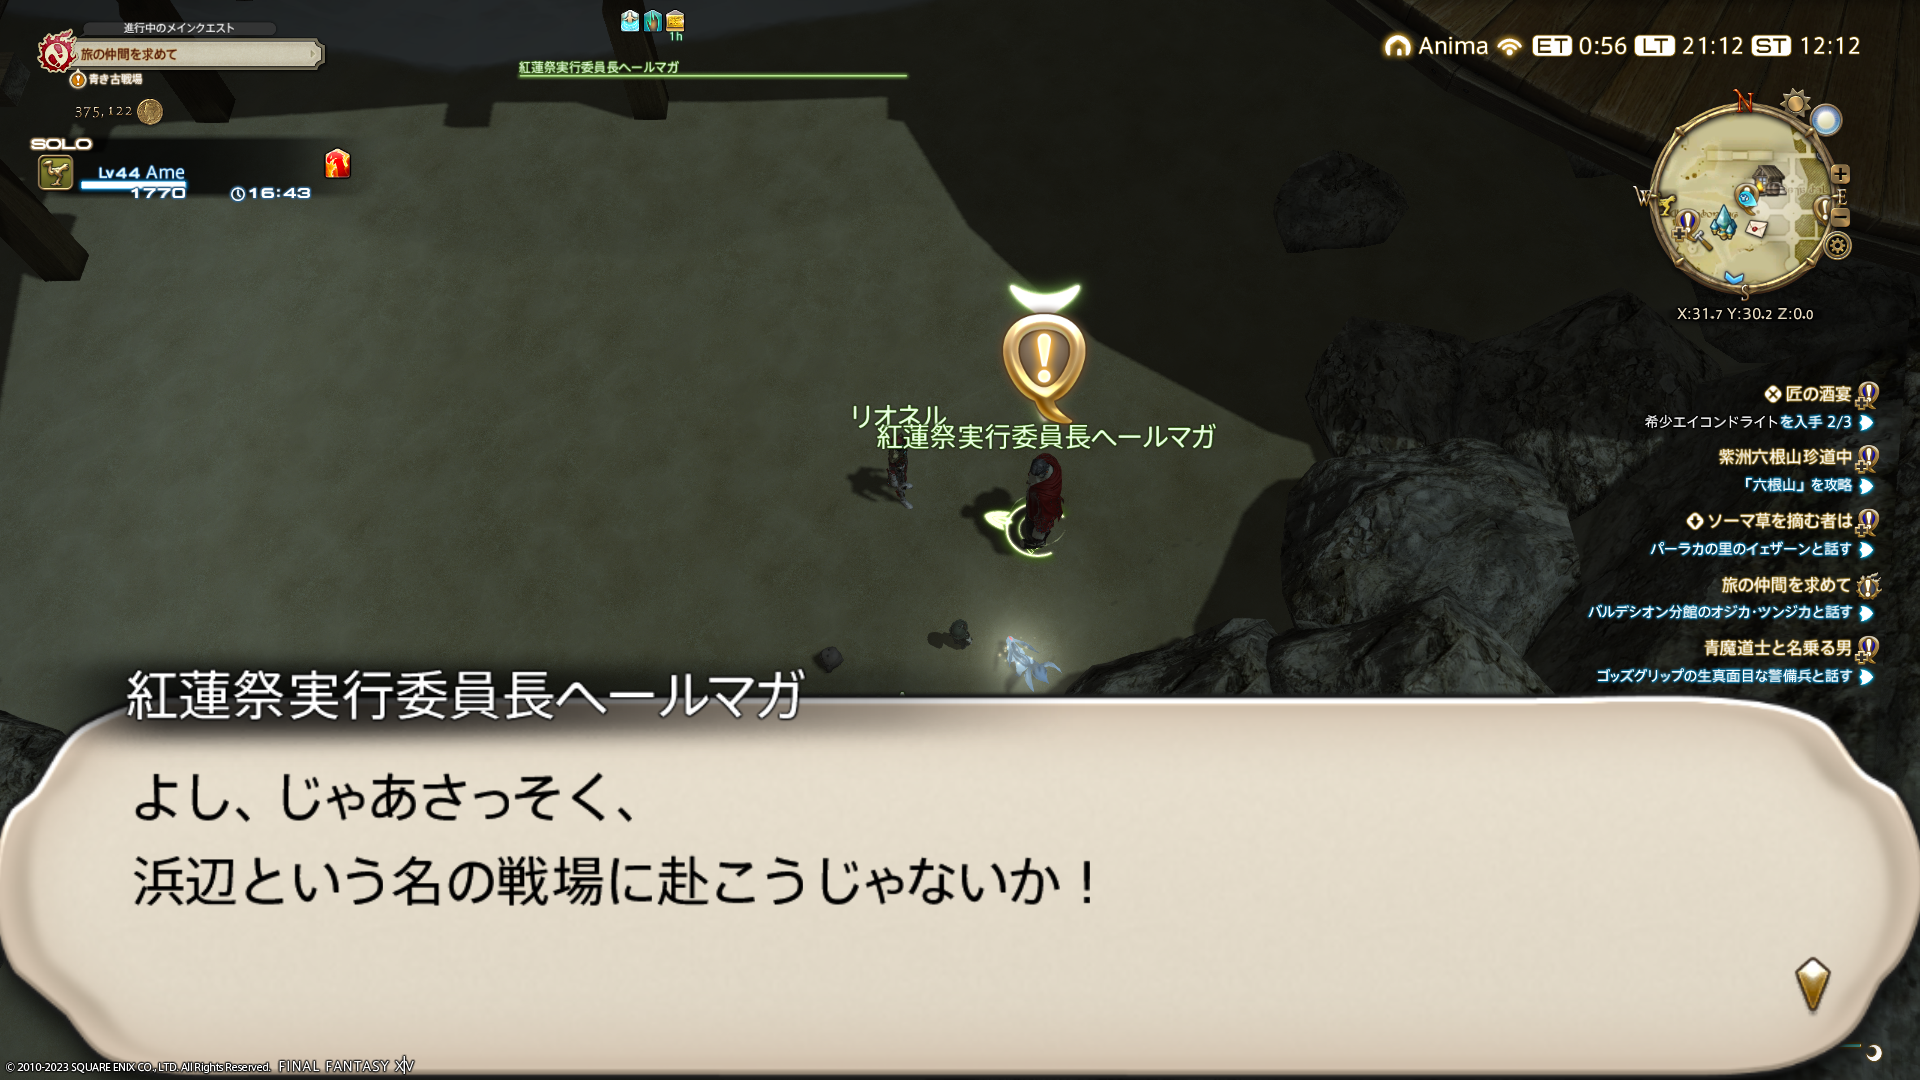 進行中のメインクエスト
旅の仲間を求めて
青き古戦場
375,122
SOLO
Lv44 Ame
1770
16:43
1h
紅蓮祭実行委員長ヘールマガ
Anima ET 0:56 LT 21:12 ST 12:12
N
W
E
S
X:31.7 Y:30.2 Z:0.0
匠の酒宴
希少エイコンドライトを入手 2/3
紫洲六根山珍道中
「六根山」を攻略
ソーマ草を摘む者は
パーラカの里のイェザーンと話す
旅の仲間を求めて
バルデシオン分館のオジカ・ツンジカと話す
青魔道士と名乗る男
ゴッズグリップの生真面目な警備兵と話す
リオネル
紅蓮祭実行委員長ヘールマガ
紅蓮祭実行委員長ヘールマガ
よし、じゃあさっそく、
浜辺という名の戦場に赴こうじゃないか！
© 2010-2023 SQUARE ENIX CO., LTD. All Rights Reserved. FINAL FANTASY XIV